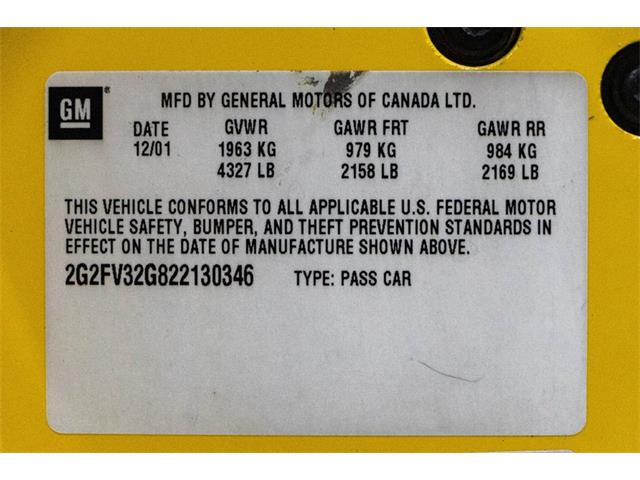 GM
MFD BY GENERAL MOTORS OF CANADA LTD.
DATE GVWR GAWR FRT GAWR RR
12/01 1963 KG 979 KG 984 KG
4327 LB 2158 LB 2169 LB
THIS VEHICLE CONFORMS TO ALL APPLICABLE U.S. FEDERAL MOTOR
VEHICLE SAFETY, BUMPER, AND THEFT PREVENTION STANDARDS IN
EFFECT ON THE DATE OF MANUFACTURE SHOWN ABOVE.
2G2FV32G822130346 TYPE: PASS CAR